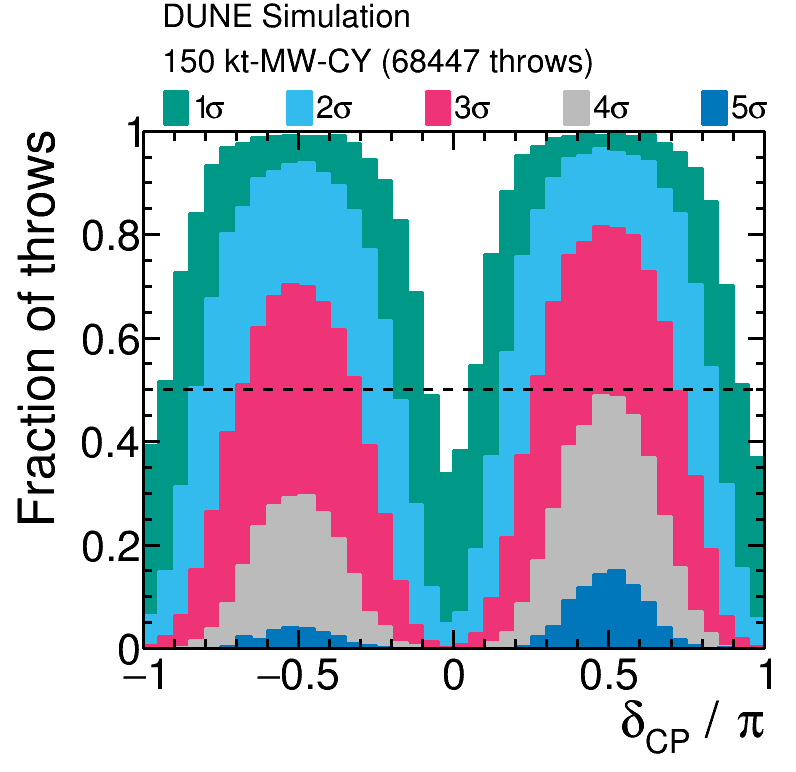 DUNE Simulation
150 kt-MW-CY (68447 throws)
1σ 2σ 3σ 4σ 5σ
Fraction of throws
1
0.8
0.6
0.4
0.2
0
−1 −0.5 0 0.5 1
δCP / π